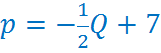 p = −½Q + 7